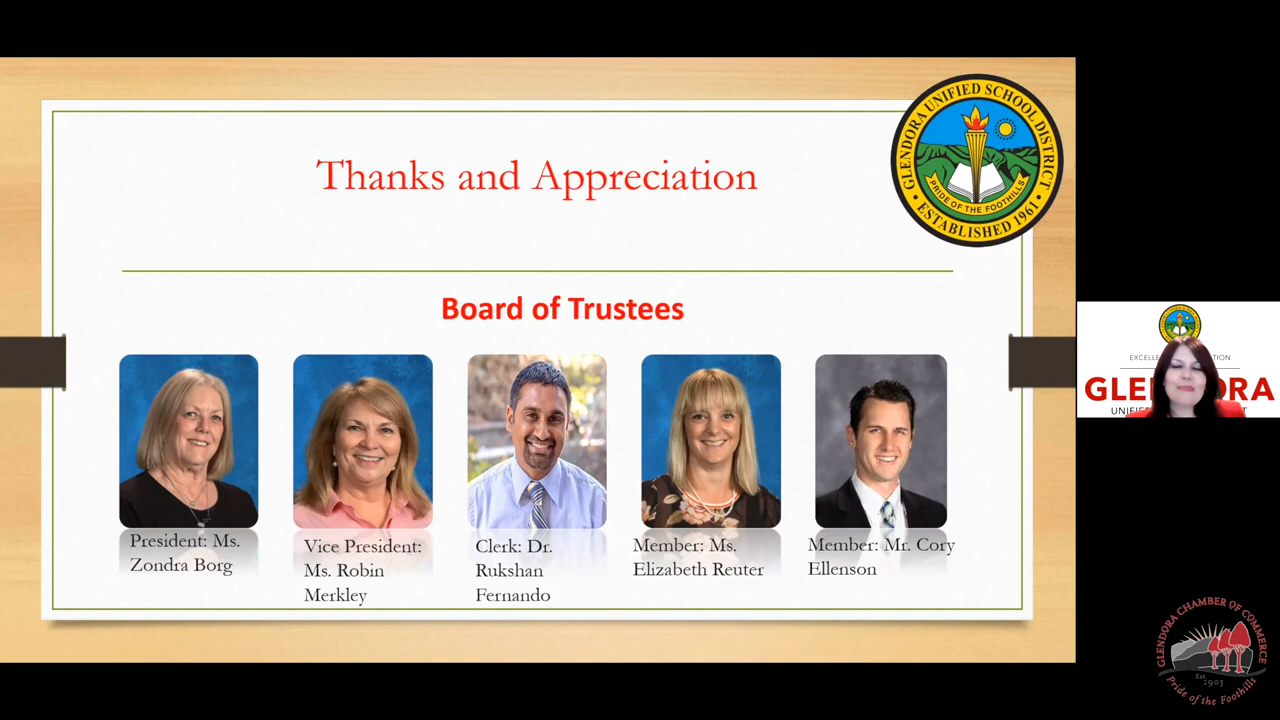 Thanks and Appreciation
GLENDORA UNIFIED SCHOOL DISTRICT
PRIDE OF THE FOOTHILLS
• ESTABLISHED 1961 •
Board of Trustees
President: Ms.
Zondra Borg
Vice President:
Ms. Robin
Merkley
Clerk: Dr.
Rukshan
Fernando
Member: Ms.
Elizabeth Reuter
Member: Mr. Cory
Ellenson
GLENDORA CHAMBER OF COMMERCE
Est.
1903
Pride of the Foothills